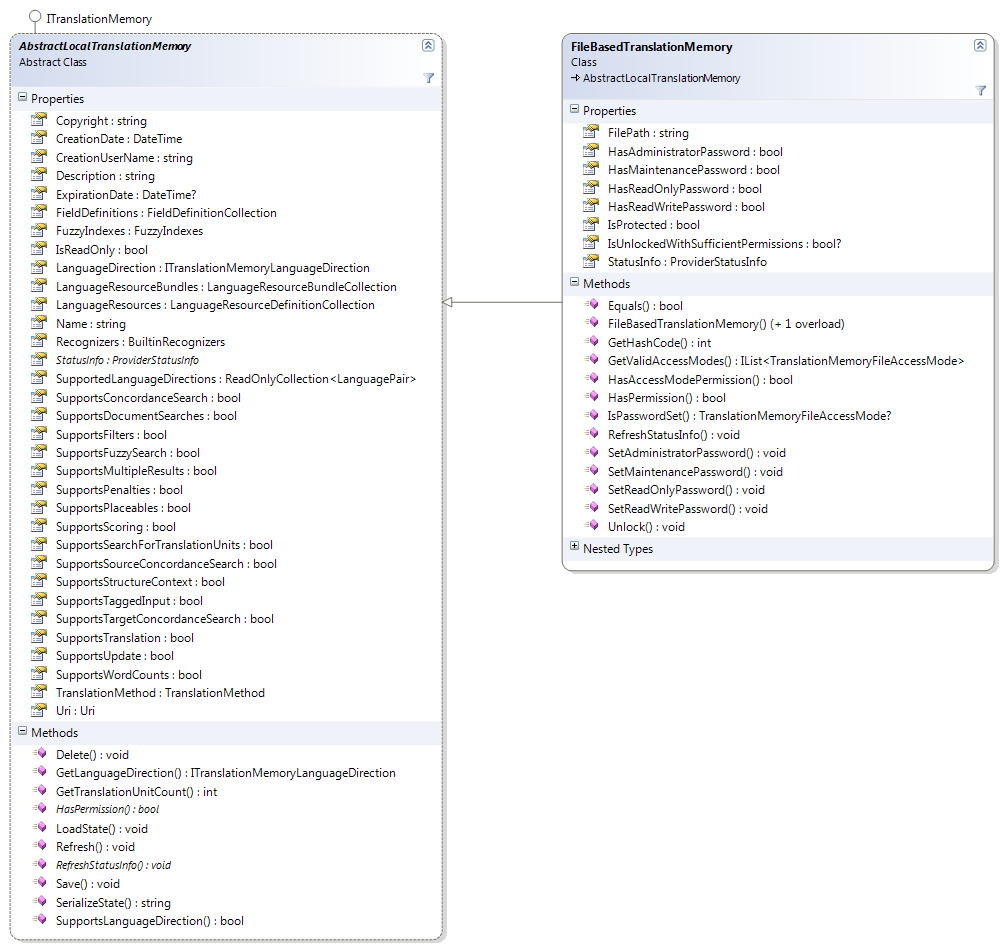 ITranslationMemory
AbstractLocalTranslationMemory
Abstract Class
Properties
Copyright : string
CreationDate : DateTime
CreationUserName : string
Description : string
ExpirationDate : DateTime?
FieldDefinitions : FieldDefinitionCollection
FuzzyIndexes : FuzzyIndexes
IsReadOnly : bool
LanguageDirection : ITranslationMemoryLanguageDirection
LanguageResourceBundles : LanguageResourceBundleCollection
LanguageResources : LanguageResourceDefinitionCollection
Name : string
Recognizers : BuiltinRecognizers
StatusInfo : ProviderStatusInfo
SupportedLanguageDirections : ReadOnlyCollection<LanguagePair>
SupportsConcordanceSearch : bool
SupportsDocumentSearches : bool
SupportsFilters : bool
SupportsFuzzySearch : bool
SupportsMultipleResults : bool
SupportsPenalties : bool
SupportsPlaceables : bool
SupportsScoring : bool
SupportsSearchForTranslationUnits : bool
SupportsSourceConcordanceSearch : bool
SupportsStructureContext : bool
SupportsTaggedInput : bool
SupportsTargetConcordanceSearch : bool
SupportsTranslation : bool
SupportsUpdate : bool
SupportsWordCounts : bool
TranslationMethod : TranslationMethod
Uri : Uri
Methods
Delete() : void
GetLanguageDirection() : ITranslationMemoryLanguageDirection
GetTranslationUnitCount() : int
HasPermission() : bool
LoadState() : void
Refresh() : void
RefreshStatusInfo() : void
Save() : void
SerializeState() : string
SupportsLanguageDirection() : bool
FileBasedTranslationMemory
Class
AbstractLocalTranslationMemory
Properties
FilePath : string
HasAdministratorPassword : bool
HasMaintenancePassword : bool
HasReadOnlyPassword : bool
HasReadWritePassword : bool
IsProtected : bool
IsUnlockedWithSufficientPermissions : bool?
StatusInfo : ProviderStatusInfo
Methods
Equals() : bool
FileBasedTranslationMemory() (+ 1 overload)
GetHashCode() : int
GetValidAccessModes() : IList<TranslationMemoryFileAccessMode>
HasAccessModePermission() : bool
HasPermission() : bool
IsPasswordSet() : TranslationMemoryFileAccessMode?
RefreshStatusInfo() : void
SetAdministratorPassword() : void
SetMaintenancePassword() : void
SetReadOnlyPassword() : void
SetReadWritePassword() : void
Unlock() : void
Nested Types